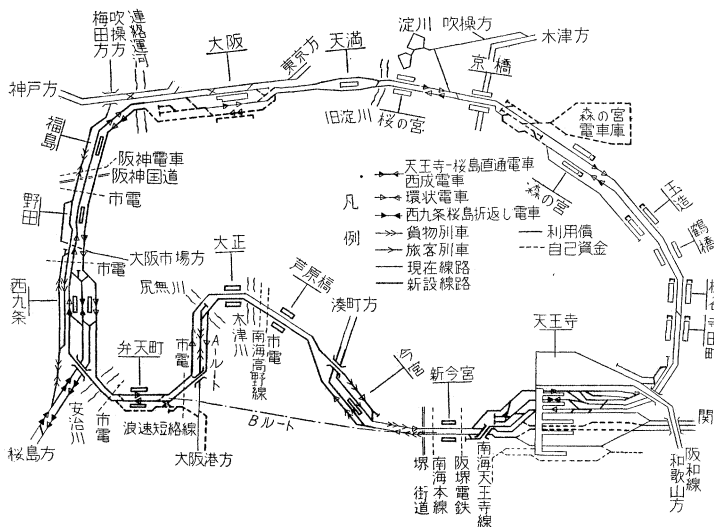 梅田方
吹操方
連絡運河
大阪
東京方
天満
淀川
吹操方
木津方
京橋
神戸方
福島
旧淀川
桜の宮
森の宮
電車庫
森の宮
玉造
鶴橋
阪神電車
阪神国道
市電
野田
大阪市場方
市電
西九条
凡例
天王寺-桜島直通電車
西成電車
環状電車
西九条桜島折返し電車
貨物列車
旅客列車
現在線路
新設線路
利用債
自己資金
大正
尻無川
芦原橋
木津川
南海高野線
市電
湊町方
今宮
市電
Aルート
弁天町
安治川
市電
桜島方
浪速短絡線
大阪港方
Bルート
新今宮
堺街道
南海本線
阪堺電鉄
南海天王寺線
天王寺
寺田町
関
阪和線
和歌山方